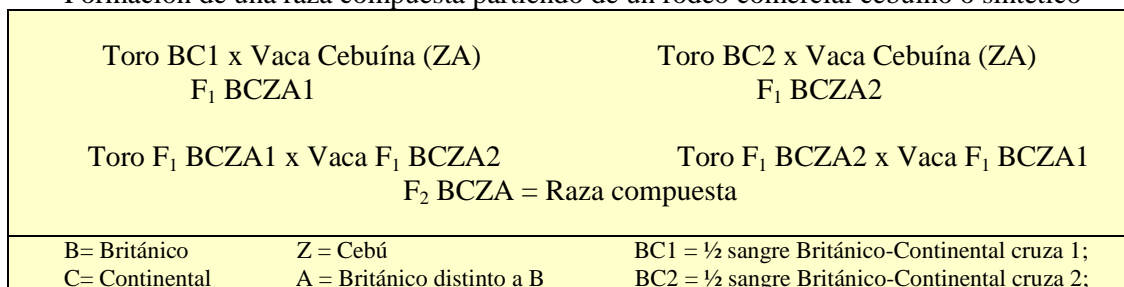 Formación de una raza compuesta partiendo de un rodeo comercial cebuino o sintético
Toro BC1 x Vaca Cebuína (ZA) Toro BC2 x Vaca Cebuína (ZA)
F₁ BCZA1 F₁ BCZA2
Toro F₁ BCZA1 x Vaca F₁ BCZA2 Toro F₁ BCZA2 x Vaca F₁ BCZA1
F₂ BCZA = Raza compuesta
B= Británico Z = Cebú BC1 = ½ sangre Británico-Continental cruza 1;
C= Continental A = Británico distinto a B BC2 = ½ sangre Británico-Continental cruza 2;